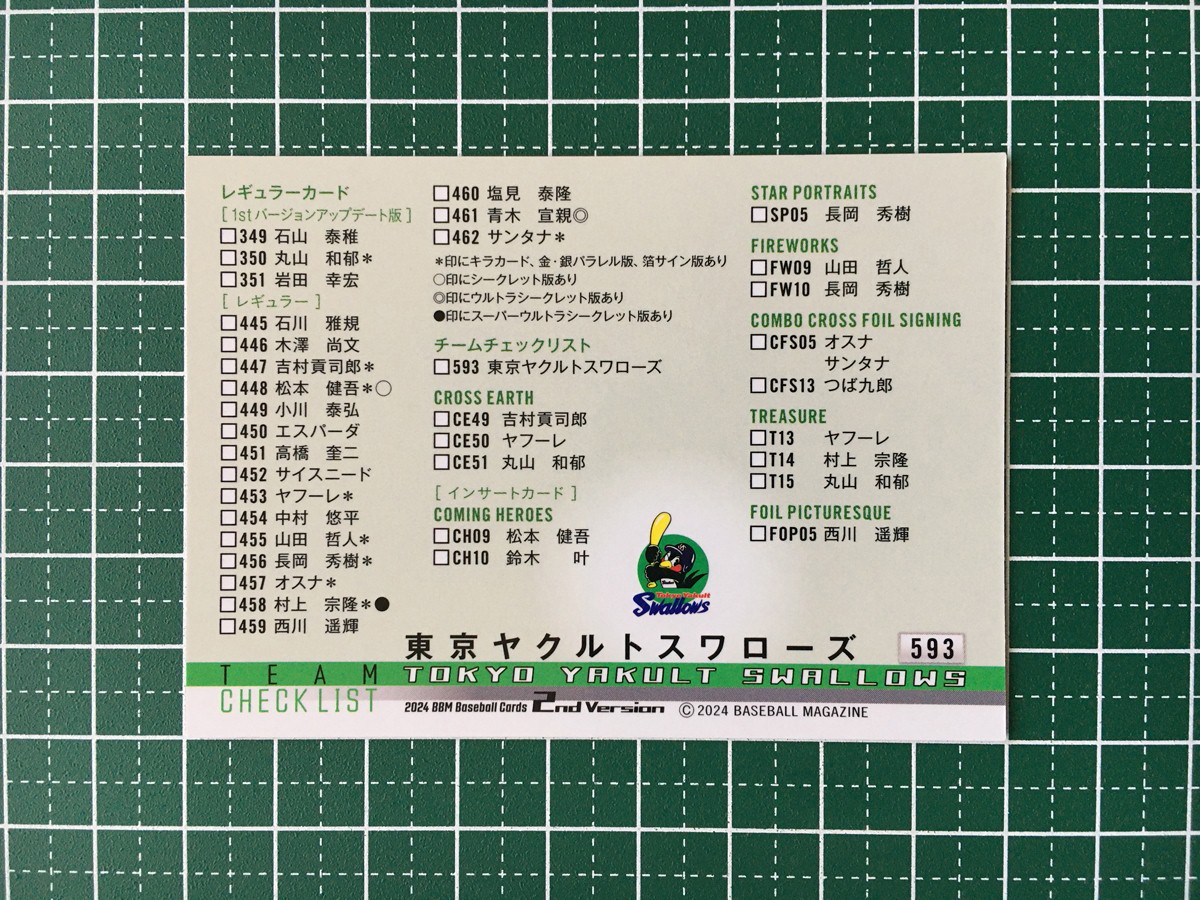 レギュラーカード
[ 1stバージョンアップデート版 ]
□349 石山 泰稚
□350 丸山 和郁＊
□351 岩田 幸宏
[ レギュラー ]
□445 石川 雅規
□446 木澤 尚文
□447 吉村貢司郎＊
□448 松本 健吾＊○
□449 小川 泰弘
□450 エスパーダ
□451 高橋 奎二
□452 サイスニード
□453 ヤフーレ＊
□454 中村 悠平
□455 山田 哲人＊
□456 長岡 秀樹＊
□457 オスナ＊
□458 村上 宗隆＊●
□459 西川 遥輝
□460 塩見 泰隆
□461 青木 宣親◎
□462 サンタナ＊
＊印にキラカード、金・銀パラレル版、箔サイン版あり
○印にシークレット版あり
◎印にウルトラシークレット版あり
●印にスーパーウルトラシークレット版あり
チームチェックリスト
□593 東京ヤクルトスワローズ
CROSS EARTH
□CE49 吉村貢司郎
□CE50 ヤフーレ
□CE51 丸山 和郁
[ インサートカード ]
COMING HEROES
□CH09 松本 健吾
□CH10 鈴木 叶
STAR PORTRAITS
□SP05 長岡 秀樹
FIREWORKS
□FW09 山田 哲人
□FW10 長岡 秀樹
COMBO CROSS FOIL SIGNING
□CFS05 オスナ
サンタナ
□CFS13 つば九郎
TREASURE
□T13 ヤフーレ
□T14 村上 宗隆
□T15 丸山 和郁
FOIL PICTURESQUE
□FOP05 西川 遥輝
Tokyo Yakult
Swallows
東京ヤクルトスワローズ 593
TEAM TOKYO YAKULT SWALLOWS
CHECKLIST 2024 BBM Baseball Cards 2nd Version ©2024 BASEBALL MAGAZINE